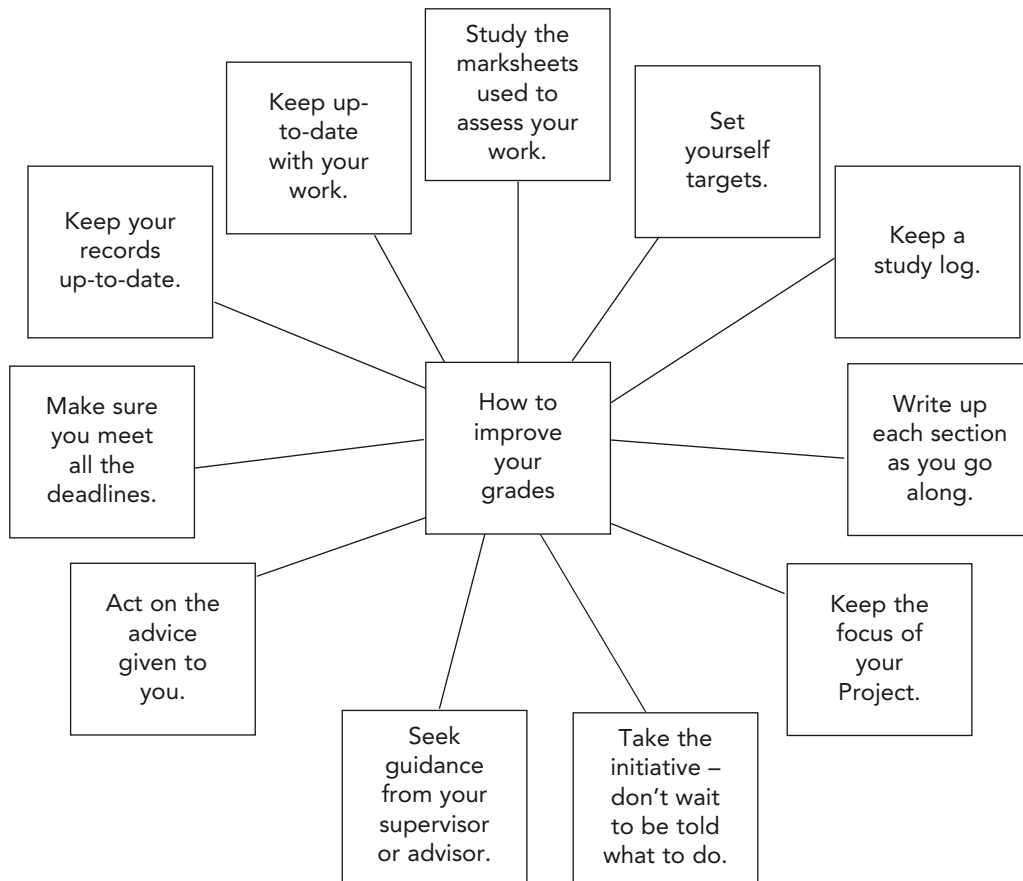 Study the
marksheets
used to
assess your
work.
Keep up-
to-date
with your
work.
Set
yourself
targets.
Keep your
records
up-to-date.
Keep a
study log.
How to
improve
your
grades
Make sure
you meet
all the
deadlines.
Write up
each section
as you go
along.
Act on the
advice
given to
you.
Keep the
focus of
your
Project.
Seek
guidance
from your
supervisor
or advisor.
Take the
initiative –
don't wait
to be told
what to do.